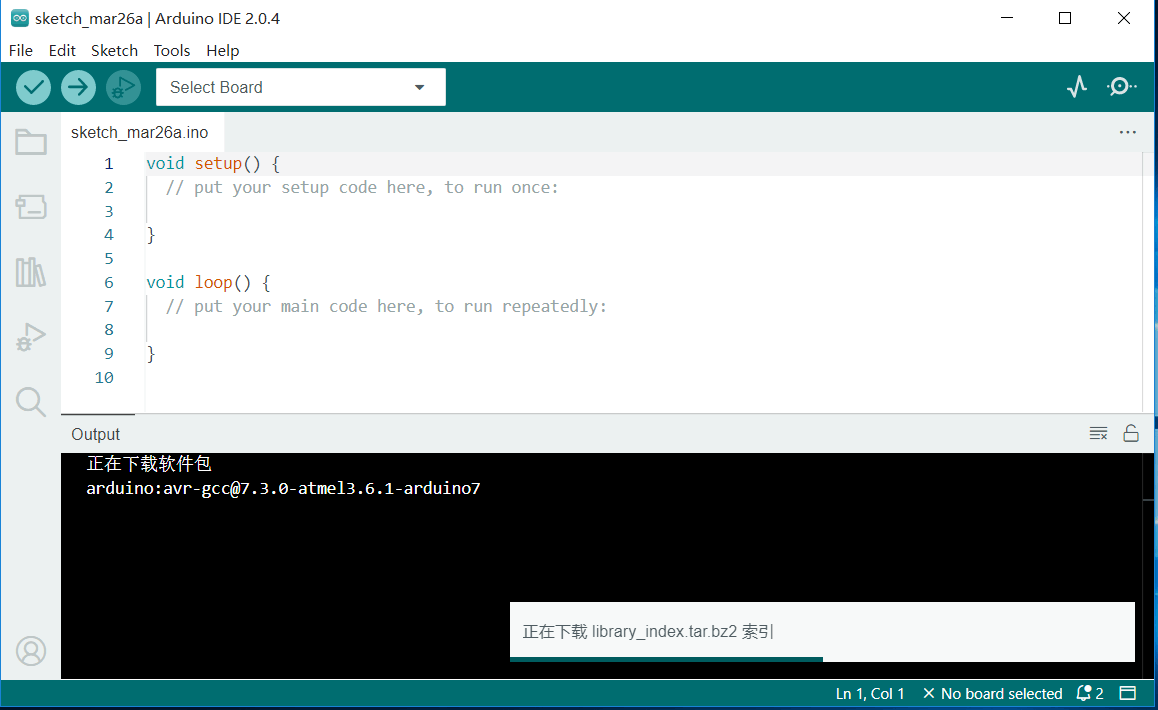 sketch_mar26a | Arduino IDE 2.0.4
File Edit Sketch Tools Help
Select Board
sketch_mar26a.ino
1 void setup() {
2 // put your setup code here, to run once:
3
4 }
5
6 void loop() {
7 // put your main code here, to run repeatedly:
8
9 }
10
Output
正在下载软件包
arduino:avr-gcc@7.3.0-atmel3.6.1-arduino7
正在下载 library_index.tar.bz2 索引
Ln 1, Col 1 No board selected 2